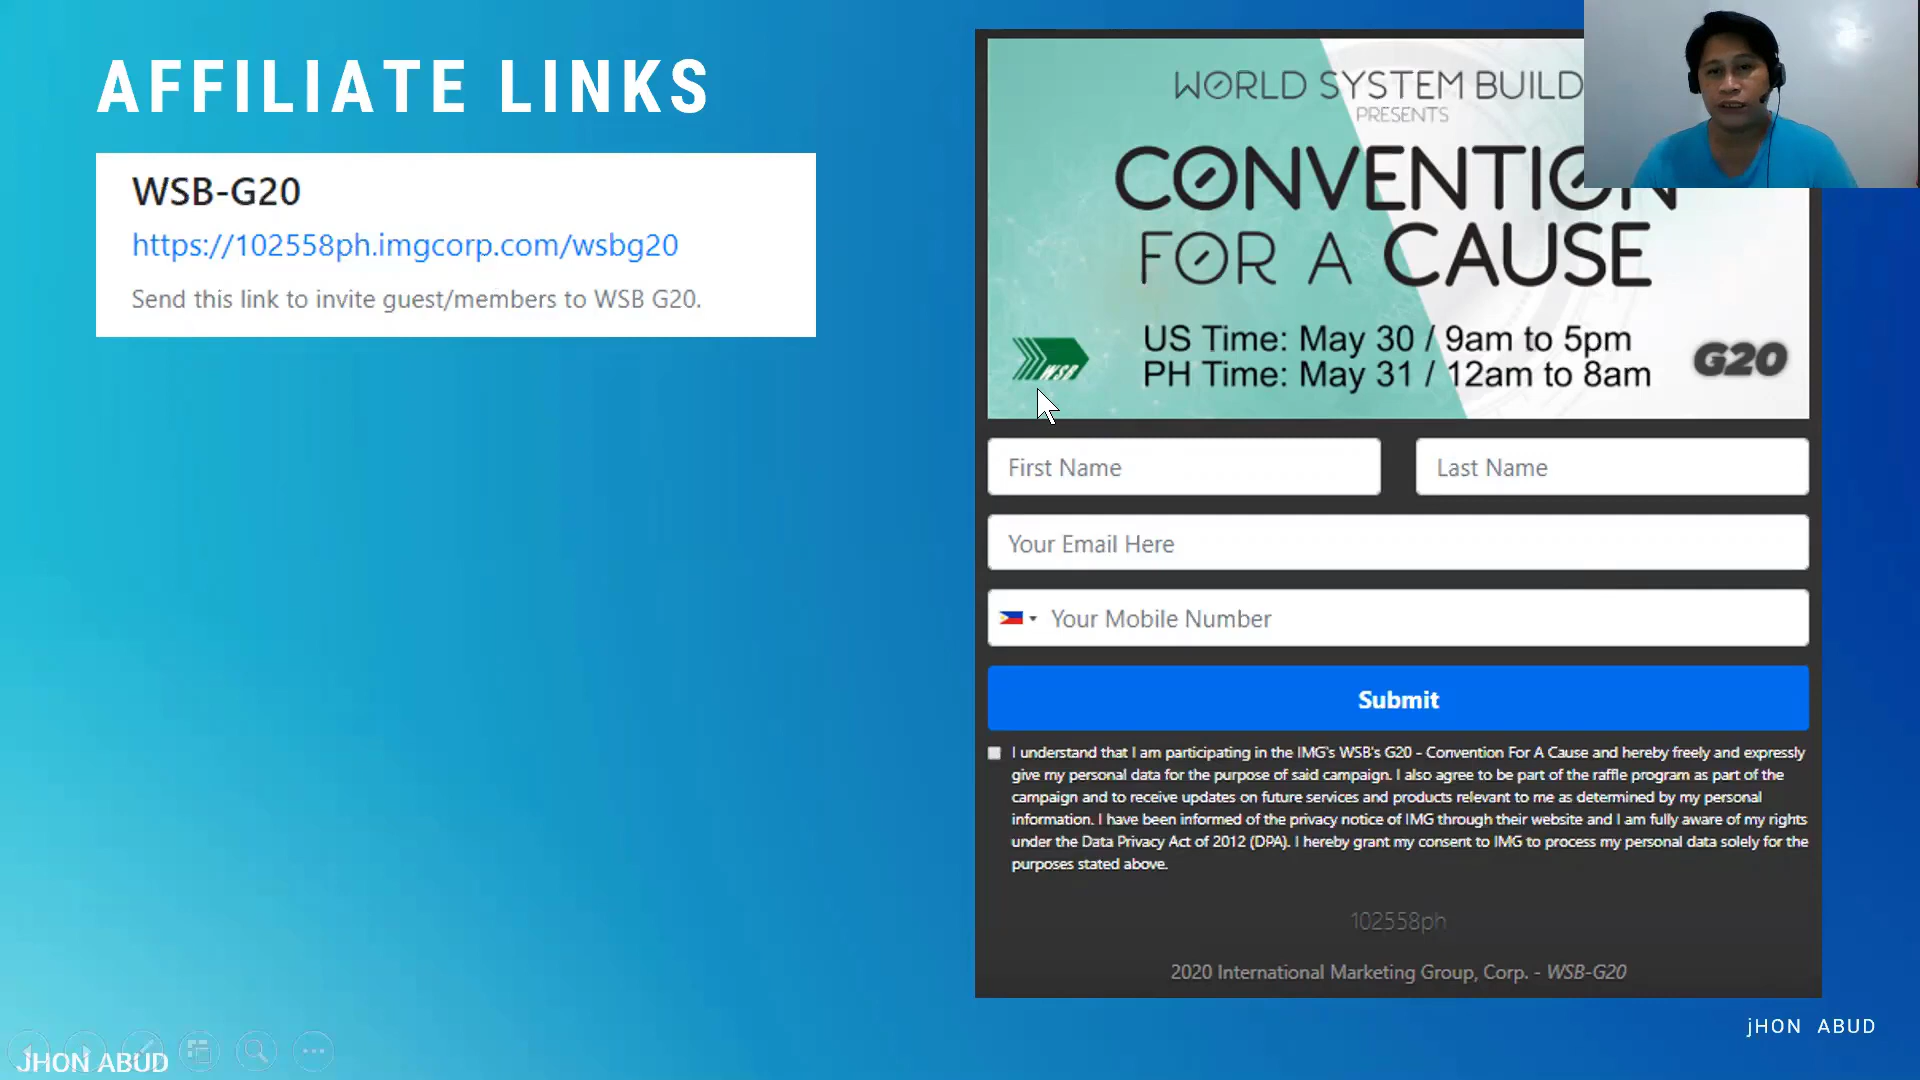 AFFILIATE LINKS
WSB-G20
https://102558ph.imgcorp.com/wsbg20
Send this link to invite guest/members to WSB G20.
WORLD SYSTEM
PRESENTS
CONVENTION
FOR A CAUSE
US Time: May 30 / 9am to 5pm
PH Time: May 31 / 12am to 8am
WSB
G20
First Name
Last Name
Your Email Here
Your Mobile Number
Submit
I understand that I am participating in the IMG's WSB's G20 - Convention For A Cause and hereby freely and expressly
give my personal data for the purpose of said campaign. I also agree to be part of the raffle program as part of the
campaign and to receive updates on future services and products relevant to me as determined by my personal
information. I have been informed of the privacy notice of IMG through their website and I am fully aware of my rights
under the Data Privacy Act of 2012 (DPA). I hereby grant my consent to IMG to process my personal data solely for the
purposes stated above.
102558ph
2020 International Marketing Group, Corp. - WSB-G20
jHON ABUD
JHON ABUD